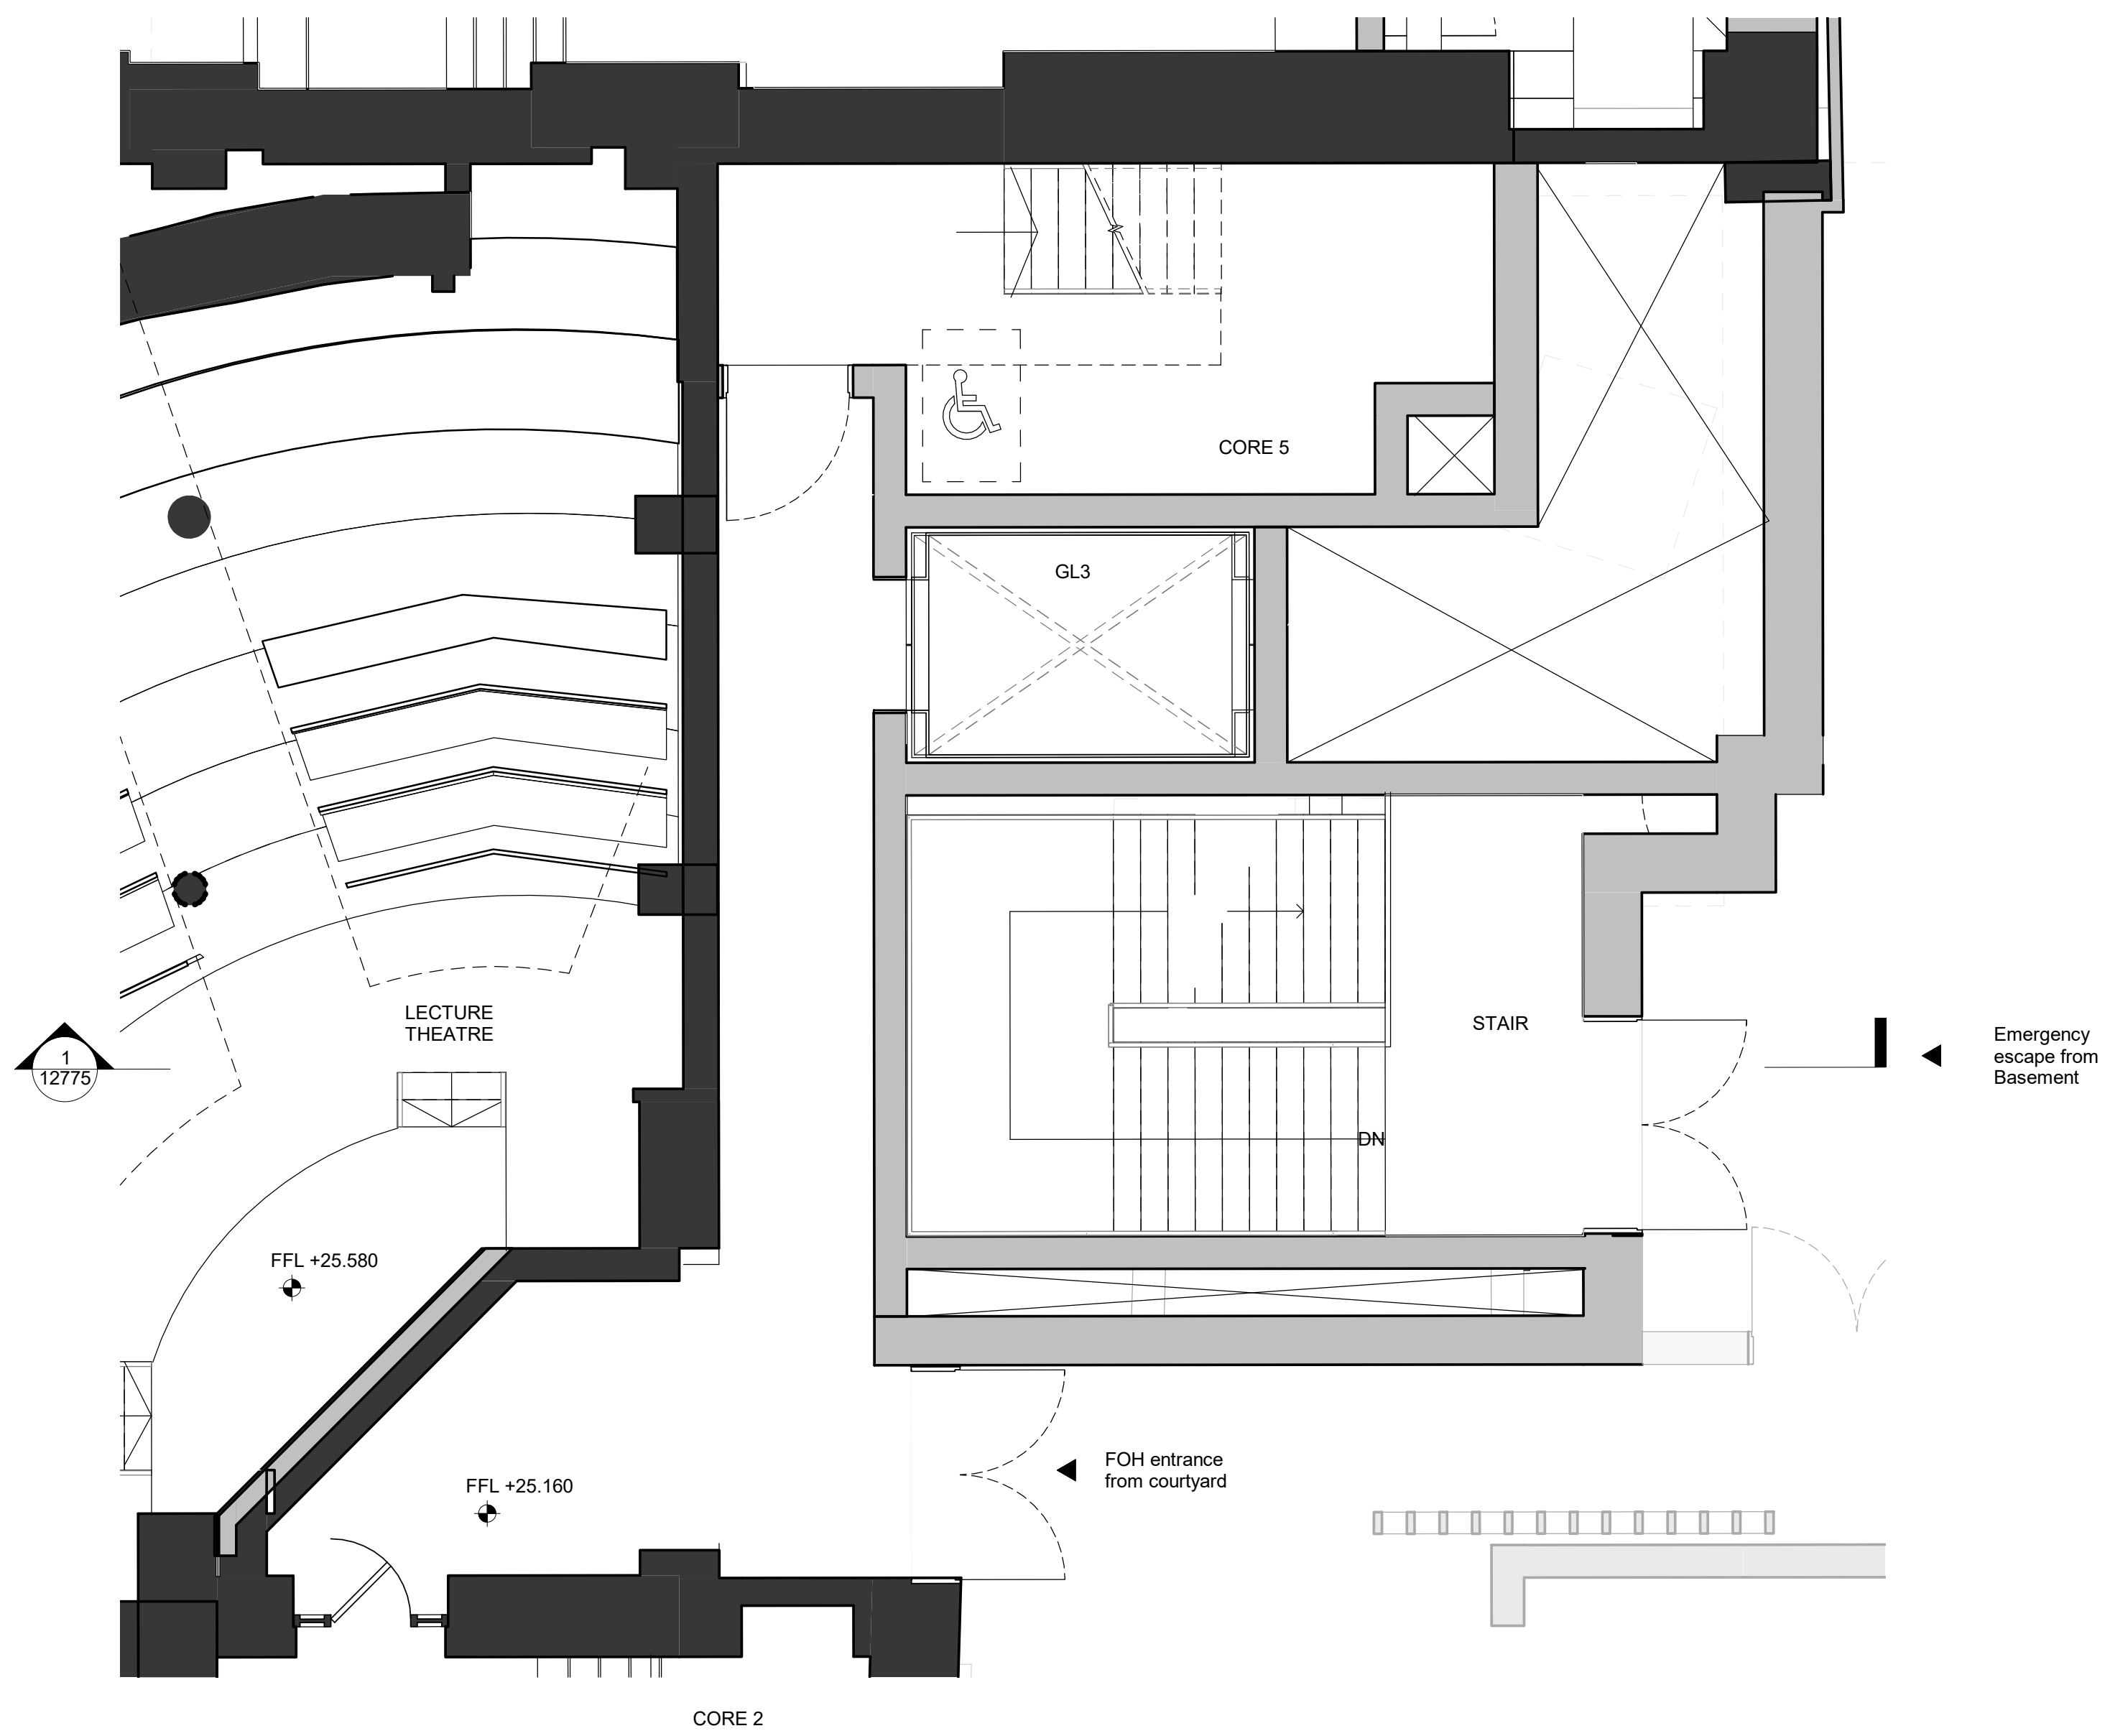 CORE 5
GL3
LECTURE
THEATRE
STAIR
Emergency
escape from
Basement
1
12775
DN
FFL +25.580
FOH entrance
from courtyard
FFL +25.160
CORE 2